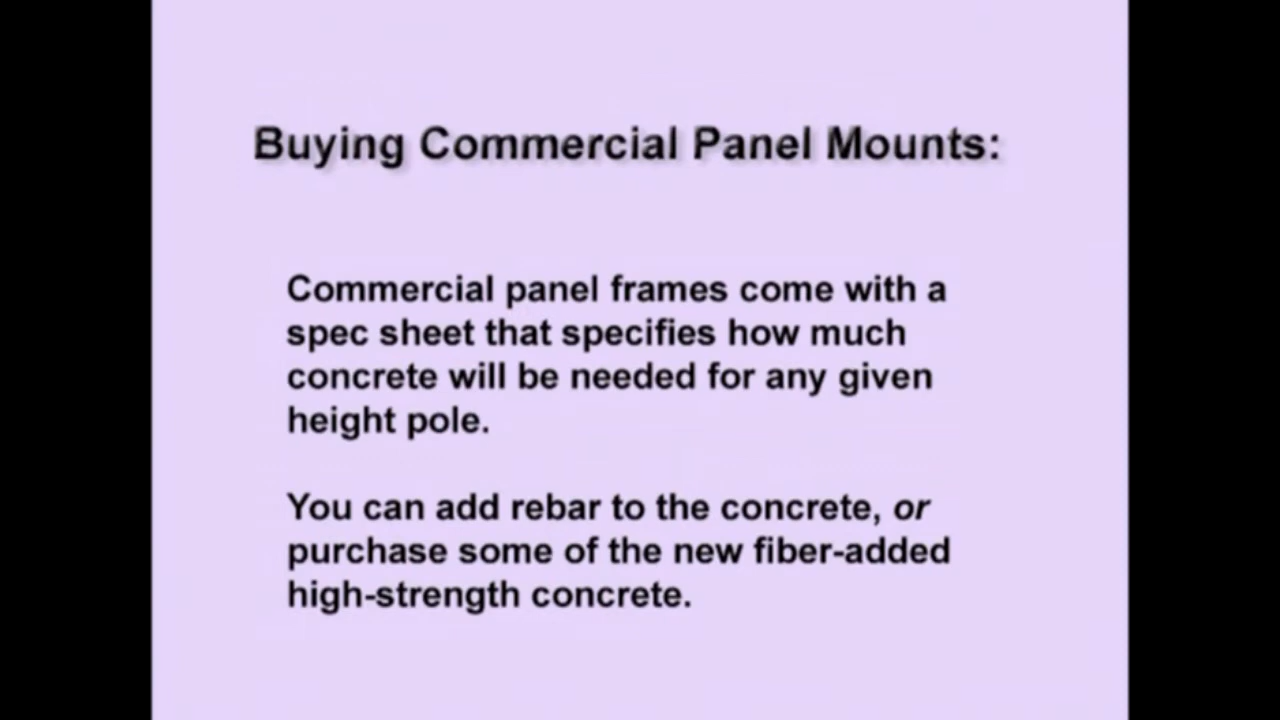 Buying Commercial Panel Mounts:
Commercial panel frames come with a
spec sheet that specifies how much
concrete will be needed for any given
height pole.
You can add rebar to the concrete, or
purchase some of the new fiber-added
high-strength concrete.